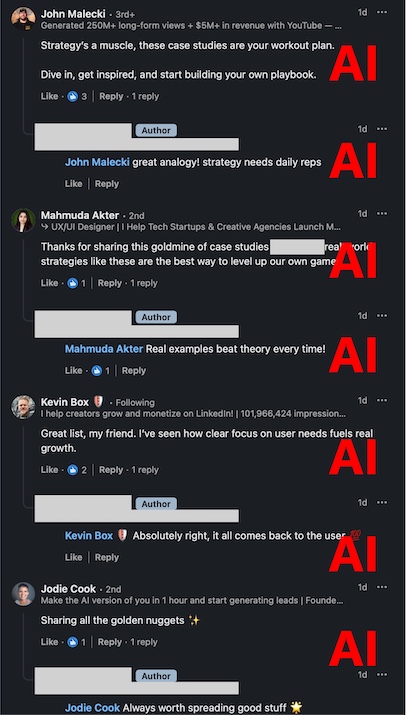 John Malecki · 3rd+ 1d ···
Generated 250M+ long-form views + $5M+ in revenue with YouTube — ...
Strategy's a muscle, these case studies are your workout plan.
AI
Dive in, get inspired, and start building your own playbook.
Like · 3 | Reply · 1 reply
Author 1d ···
AI
John Malecki great analogy! strategy needs daily reps
Like | Reply
Mahmuda Akter · 2nd 1d ···
↳ UX/UI Designer | I Help Tech Startups & Creative Agencies Launch M...
Thanks for sharing this goldmine of case studies
strategies like these are the best way to level up our own game
AI
Like · 1 | Reply · 1 reply
Author 1d ···
Mahmuda Akter Real examples beat theory every time!
AI
Like · 1 | Reply
Kevin Box · Following 1d ···
I help creators grow and monetize on LinkedIn! | 101,966,424 impression...
Great list, my friend. I've seen how clear focus on user needs fuels real
growth.
AI
Like · 2 | Reply · 1 reply
Author 1d ···
Kevin Box Absolutely right, it all comes back to the user 💯
AI
Like | Reply
Jodie Cook · 2nd 1d ···
Make the AI version of you in 1 hour and start generating leads | Founde...
Sharing all the golden nuggets ✨
AI
Like · 1 | Reply · 1 reply
Author 1d ···
Jodie Cook Always worth spreading good stuff 🌟